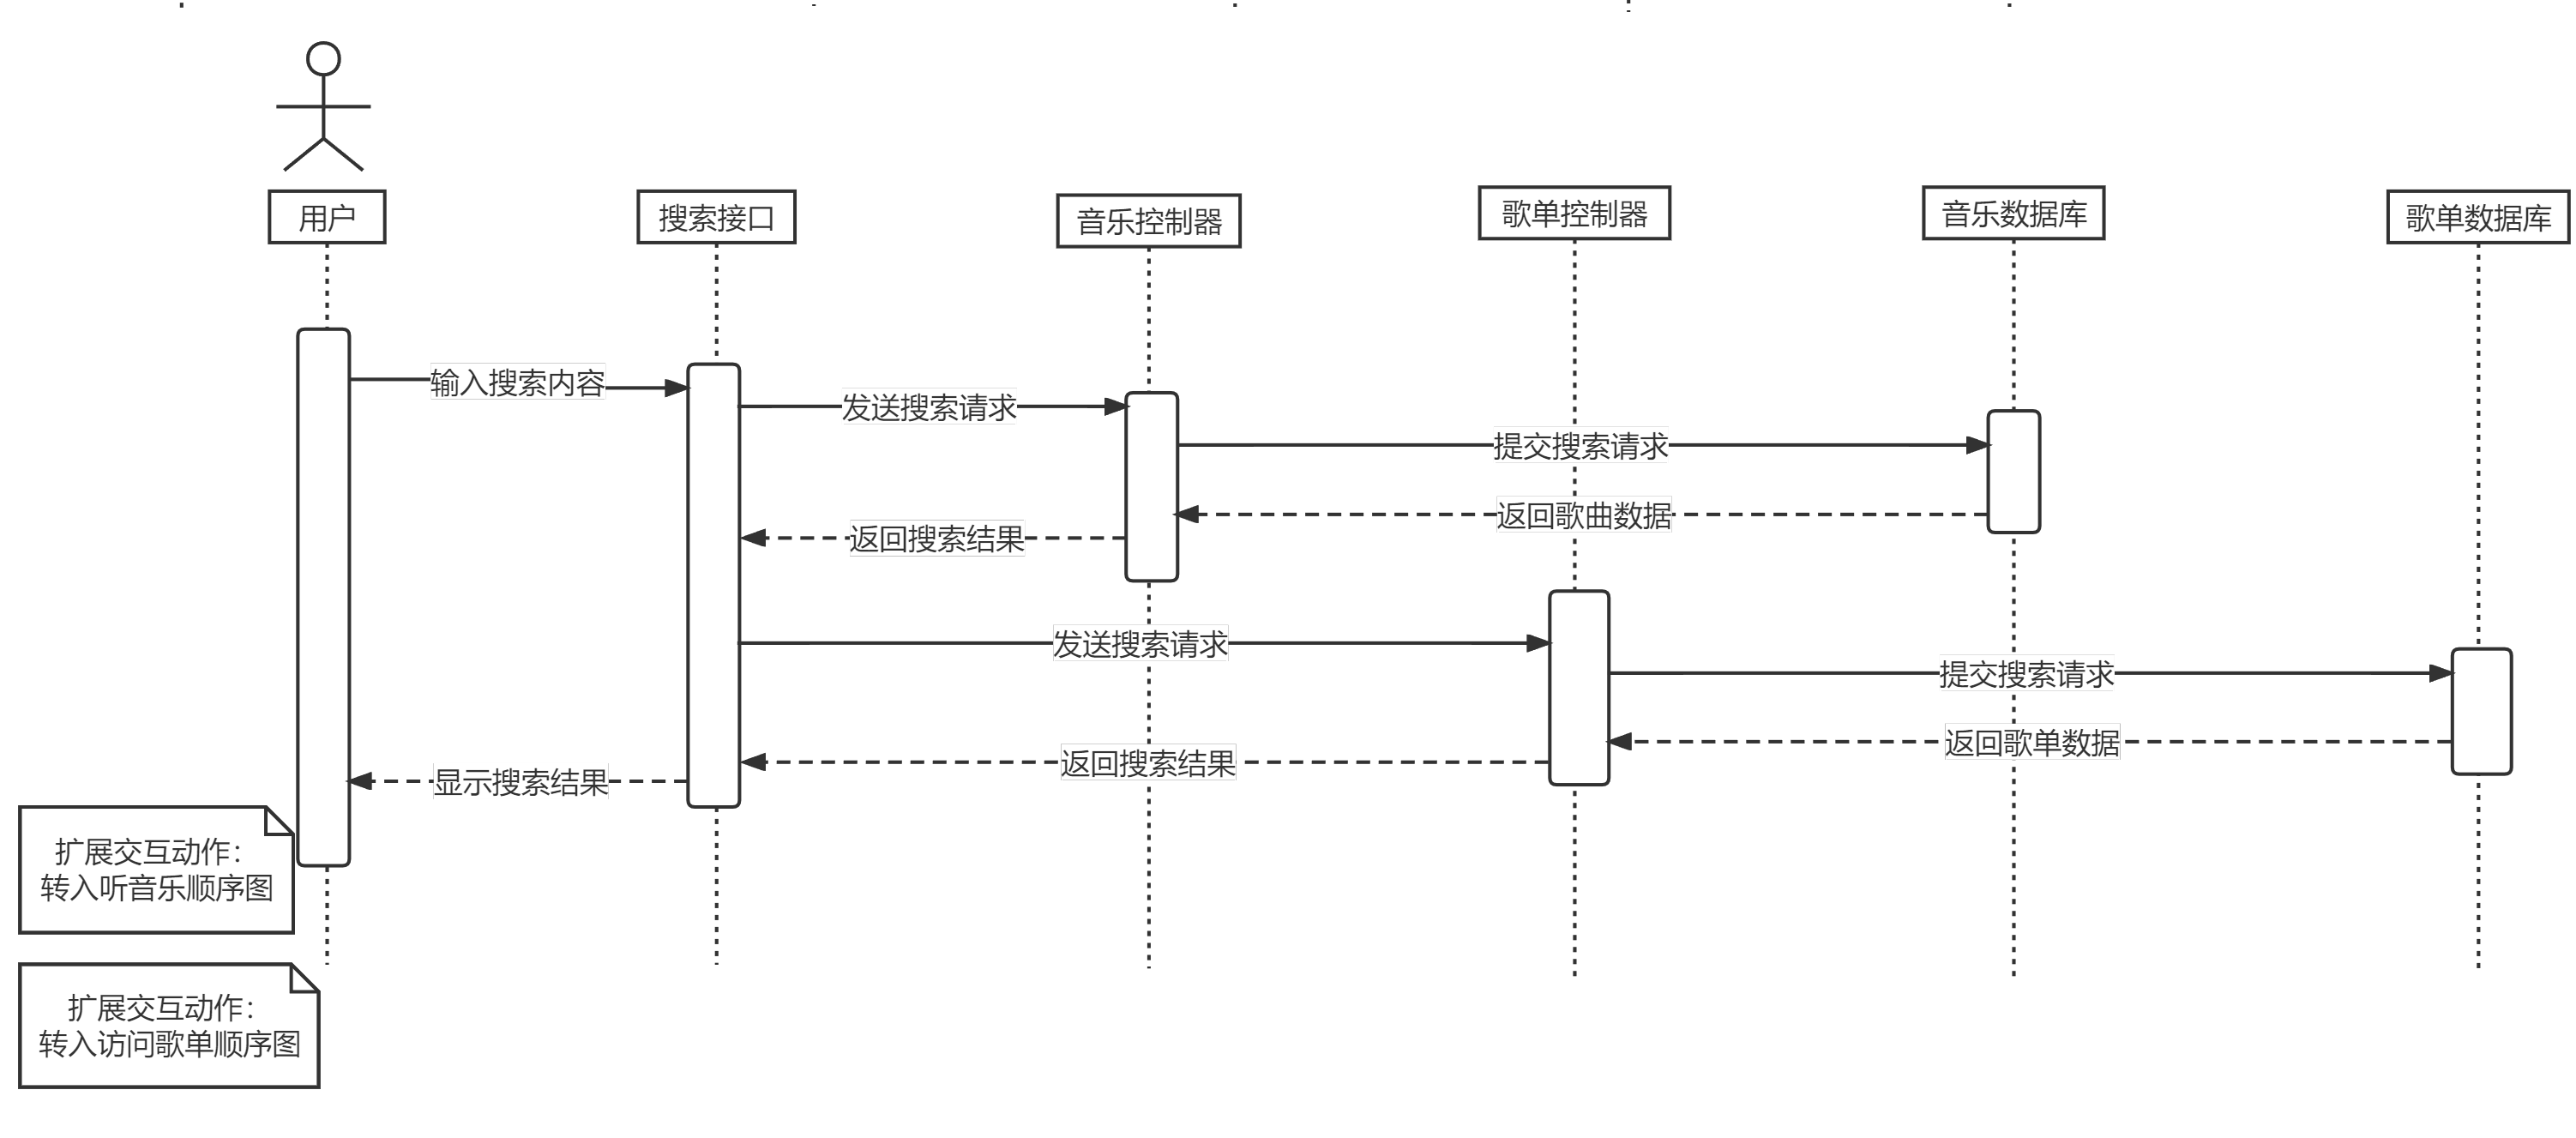 用户
搜索接口
音乐控制器
歌单控制器
音乐数据库
歌单数据库
输入搜索内容
发送搜索请求
提交搜索请求
返回歌曲数据
返回搜索结果
发送搜索请求
提交搜索请求
返回歌单数据
返回搜索结果
显示搜索结果
扩展交互动作：
转入听音乐顺序图
扩展交互动作：
转入访问歌单顺序图